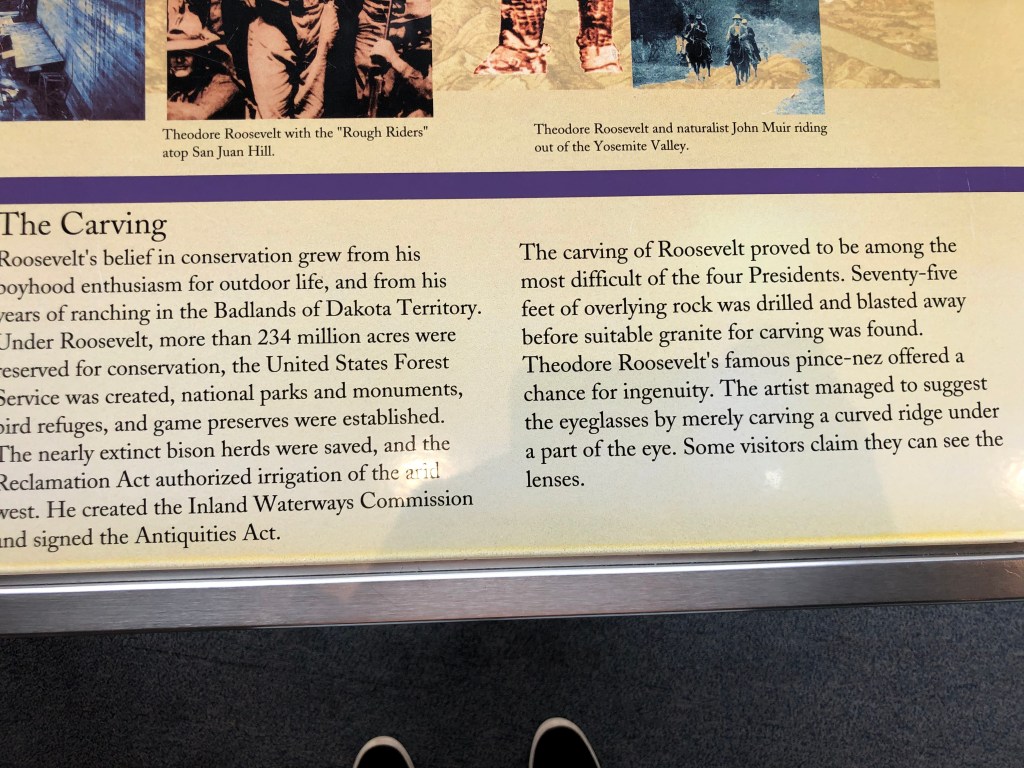 Theodore Roosevelt with the "Rough Riders"
atop San Juan Hill.
Theodore Roosevelt and naturalist John Muir riding
out of the Yosemite Valley.
The Carving
Roosevelt's belief in conservation grew from his
boyhood enthusiasm for outdoor life, and from his
years of ranching in the Badlands of Dakota Territory.
Under Roosevelt, more than 234 million acres were
reserved for conservation, the United States Forest
Service was created, national parks and monuments,
bird refuges, and game preserves were established.
The nearly extinct bison herds were saved, and the
Reclamation Act authorized irrigation of the arid
west. He created the Inland Waterways Commission
and signed the Antiquities Act.
The carving of Roosevelt proved to be among the
most difficult of the four Presidents. Seventy-five
feet of overlying rock was drilled and blasted away
before suitable granite for carving was found.
Theodore Roosevelt's famous pince-nez offered a
chance for ingenuity. The artist managed to suggest
the eyeglasses by merely carving a curved ridge under
a part of the eye. Some visitors claim they can see the
lenses.